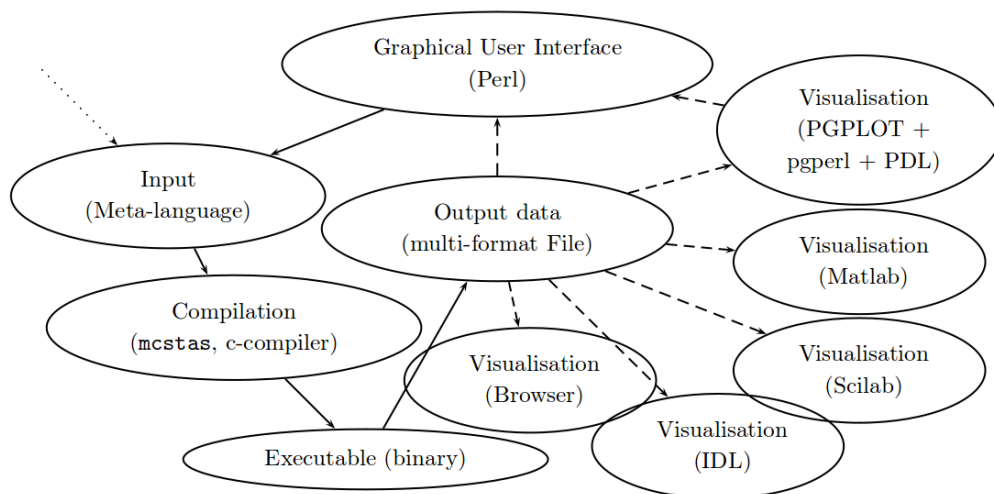 Graphical User Interface
(Perl)
Visualisation
(PGPLOT +
pgperl + PDL)
Input
(Meta-language)
Output data
(multi-format File)
Visualisation
(Matlab)
Compilation
(mcstas, c-compiler)
Visualisation
(Browser)
Visualisation
(Scilab)
Executable (binary)
Visualisation
(IDL)